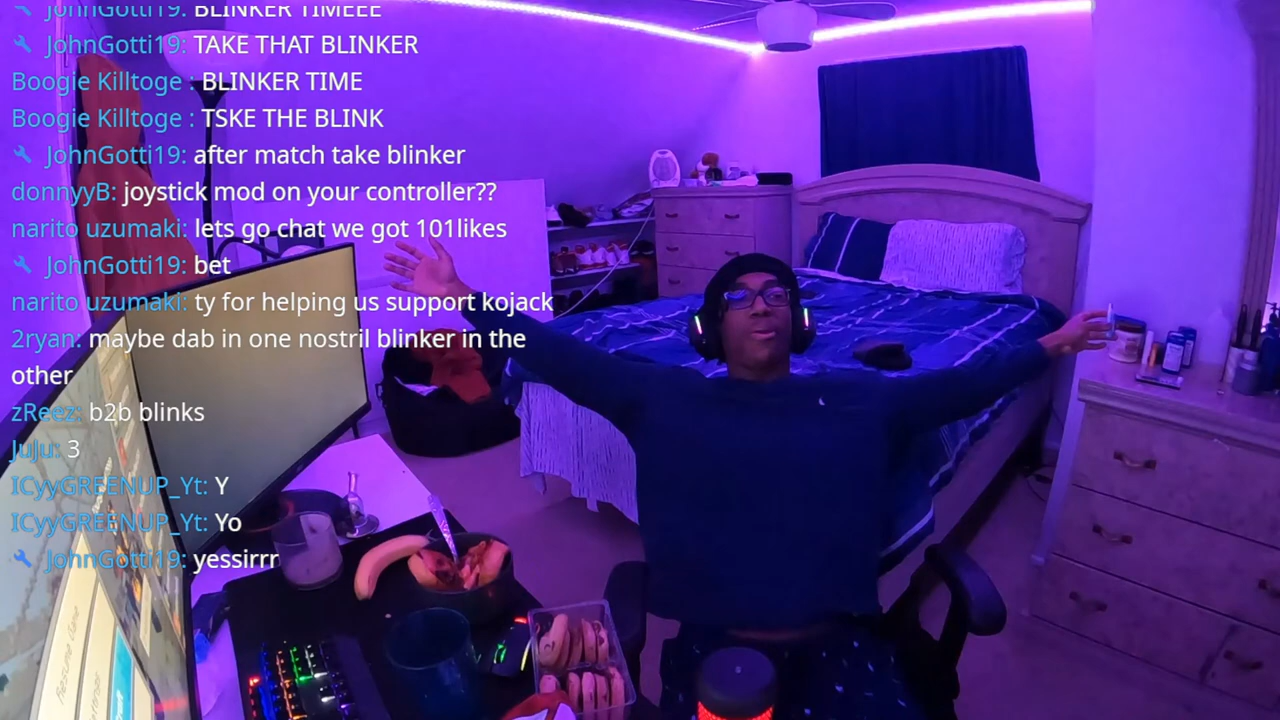 JohnGotti19: BLINKER TIMEEE
JohnGotti19: TAKE THAT BLINKER
Boogie Killtoge : BLINKER TIME
Boogie Killtoge : TSKE THE BLINK
JohnGotti19: after match take blinker
donnyyB: joystick mod on your controller??
narito uzumaki: lets go chat we got 101likes
JohnGotti19: bet
narito uzumaki: ty for helping us support kojack
2ryan: maybe dab in one nostril blinker in the
other
zReez: b2b blinks
JuJu: 3
ICyyGREENUP_Yt: Y
ICyyGREENUP_Yt: Yo
JohnGotti19: yessirrr